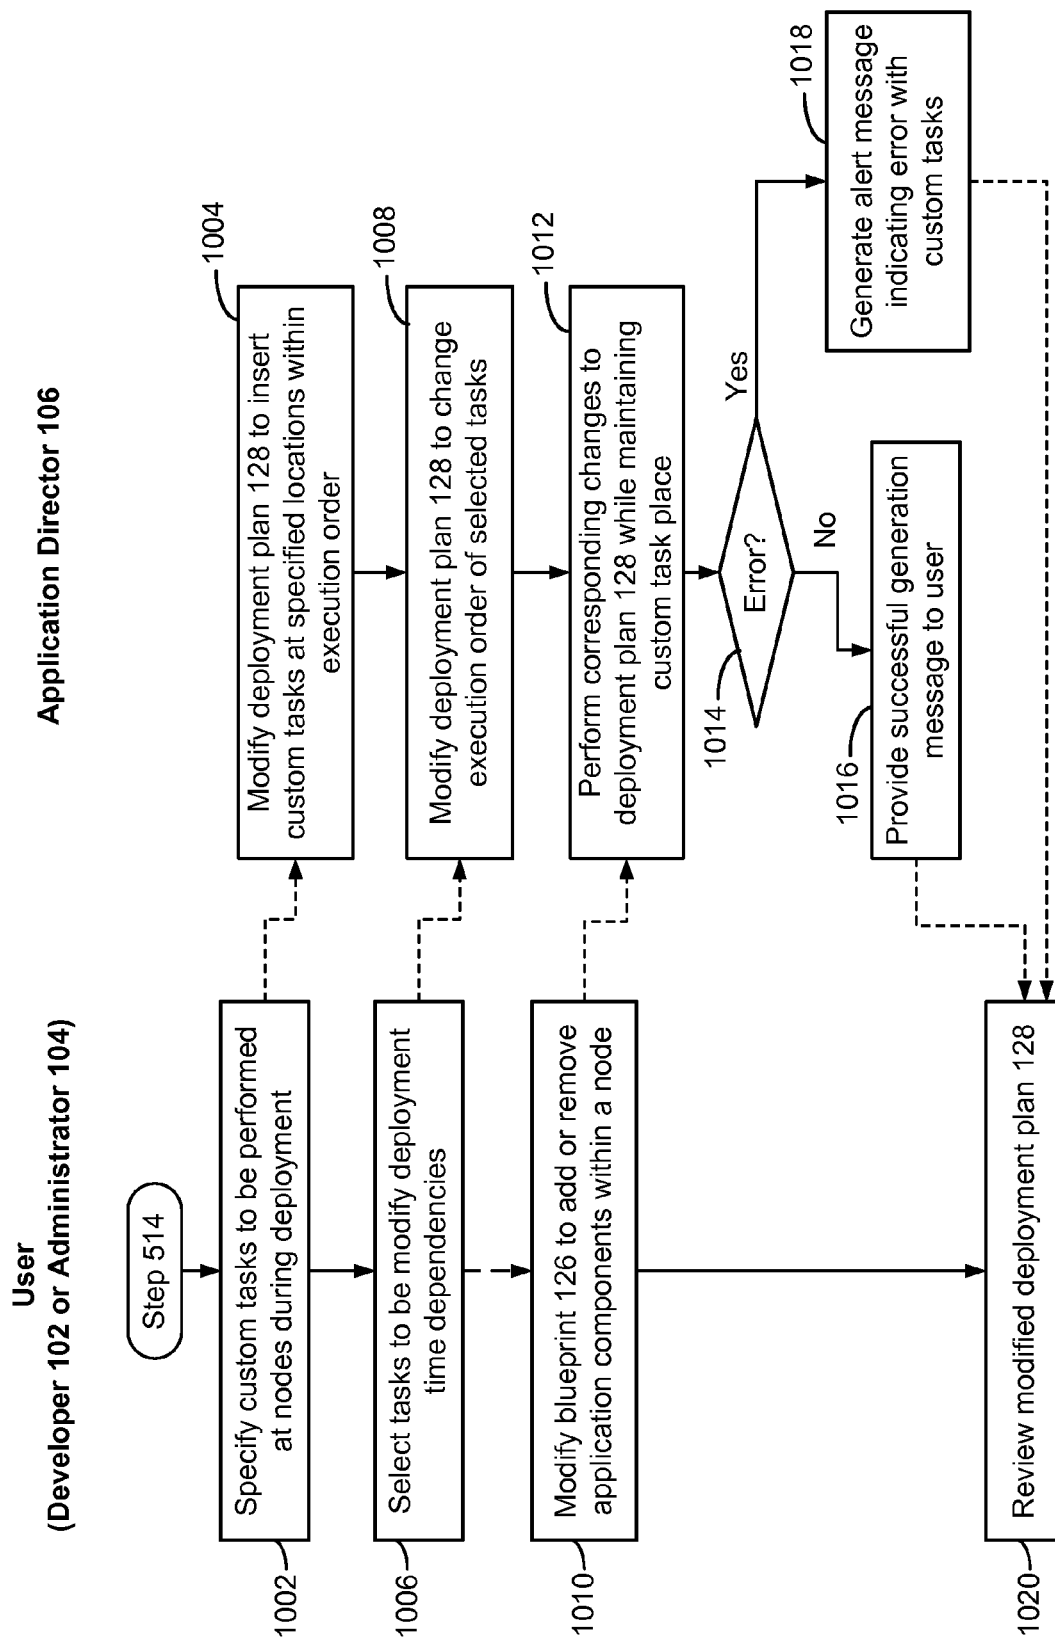 User
(Developer 102 or Administrator 104)
Application Director 106
Step 514
Specify custom tasks to be performed
at nodes during deployment
1002
Modify deployment plan 128 to insert
custom tasks at specified locations within
execution order
1004
Select tasks to be modify deployment
time dependencies
1006
Modify deployment plan 128 to change
execution order of selected tasks
1008
Modify blueprint 126 to add or remove
application components within a node
1010
Perform corresponding changes to
deployment plan 128 while maintaining
custom task place
1012
Error?
1014
Yes
No
Provide successful generation
message to user
1016
Generate alert message
indicating error with
custom tasks
1018
Review modified deployment plan 128
1020